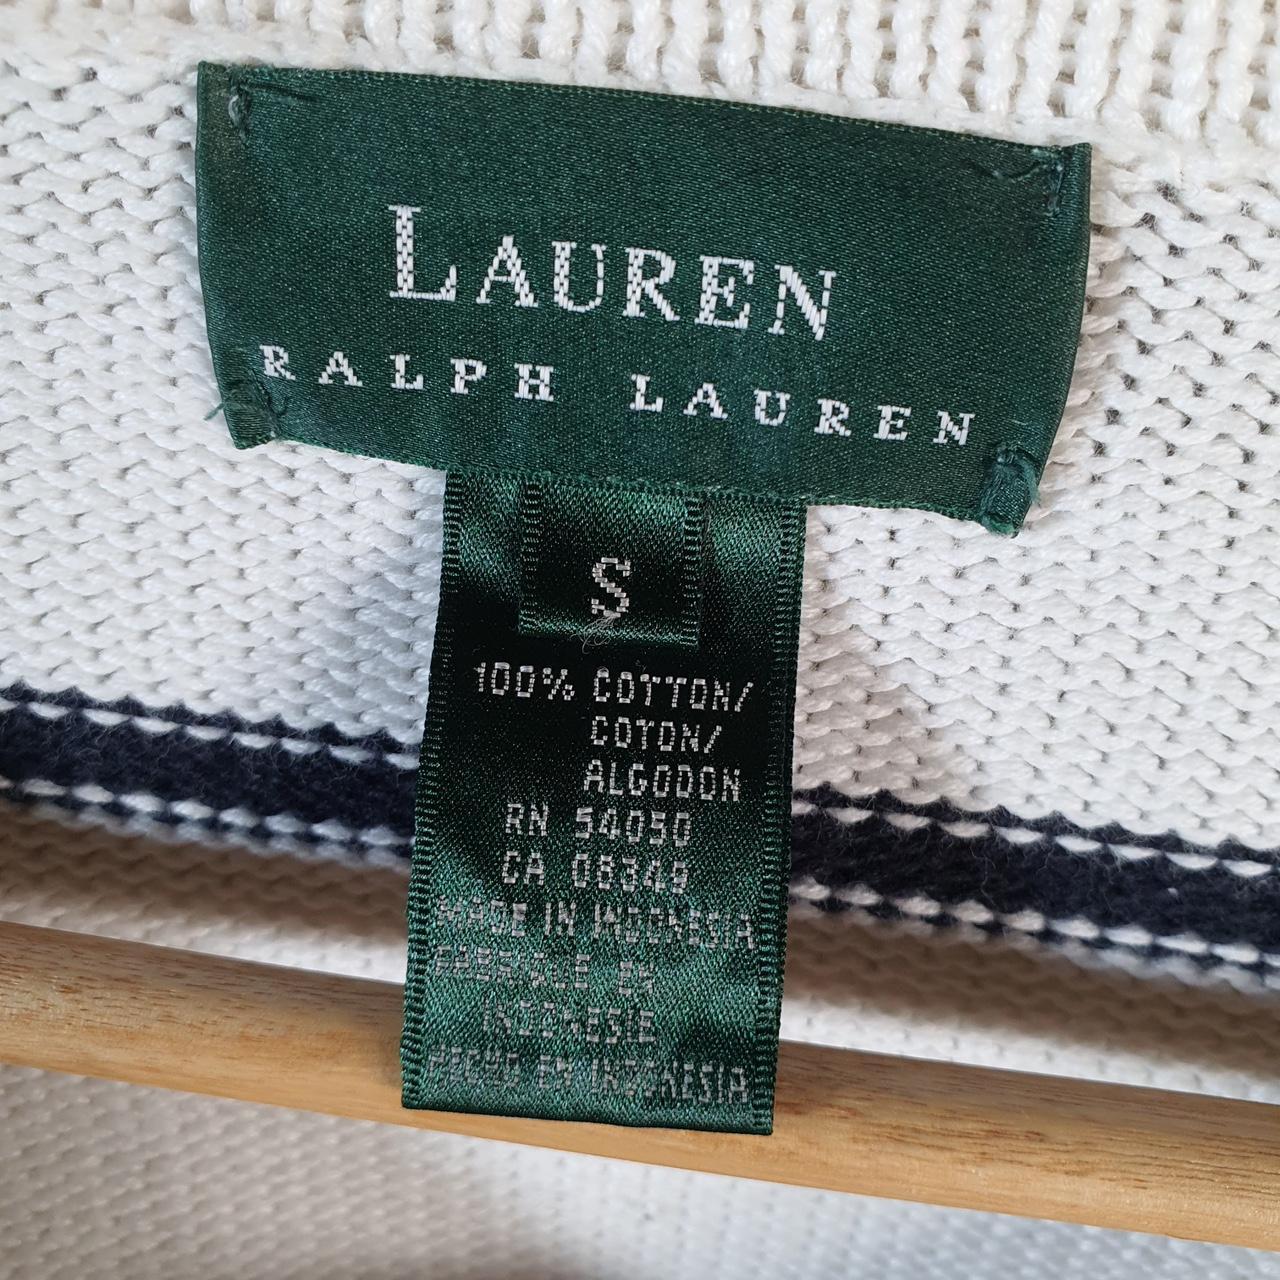 LAUREN
RALPH LAUREN
S
100% COTTON/
COTON/
ALGODON
RN 54050
CA 08349
MADE IN INDONESIA
FABRIQUE EN
INDONESIE
HECHO EN INDONESIA